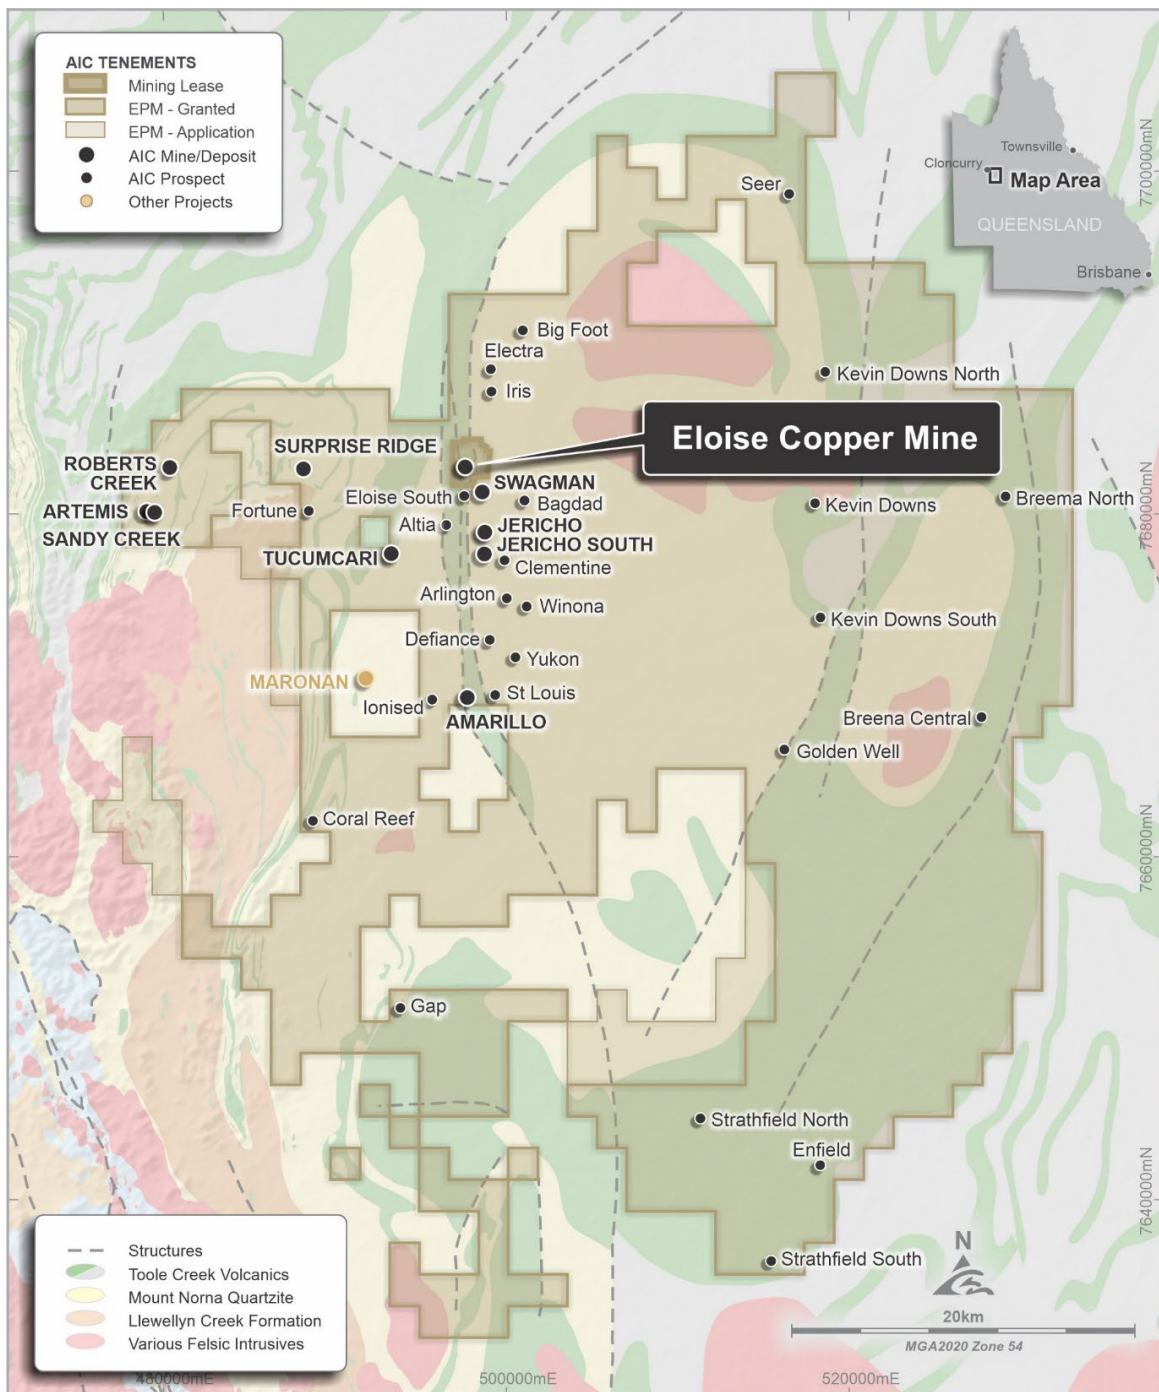 AIC TENEMENTS
Mining Lease
EPM - Granted
EPM - Application
AIC Mine/Deposit
AIC Prospect
Other Projects
Townsville
Cloncurry
Map Area
QUEENSLAND
Brisbane
7700000mN
Seer
Big Foot
Electra
Iris
Kevin Downs North
Eloise Copper Mine
SURPRISE RIDGE
ROBERTS
CREEK
SWAGMAN
Eloise South
Bagdad
Kevin Downs
Breema North
ARTEMIS
Fortune
Altia
JERICHO
SANDY CREEK
JERICHO SOUTH
TUCUMCARI
Clementine
7680000mN
Arlington
Winona
Kevin Downs South
Defiance
Yukon
MARONAN
Ionised
St Louis
AMARILLO
Breena Central
Golden Well
Coral Reef
7660000mN
Gap
Strathfield North
Enfield
7640000mN
Strathfield South
Structures
Toole Creek Volcanics
Mount Norna Quartzite
Llewellyn Creek Formation
Various Felsic Intrusives
N
20km
MGA2020 Zone 54
480000mE
500000mE
520000mE